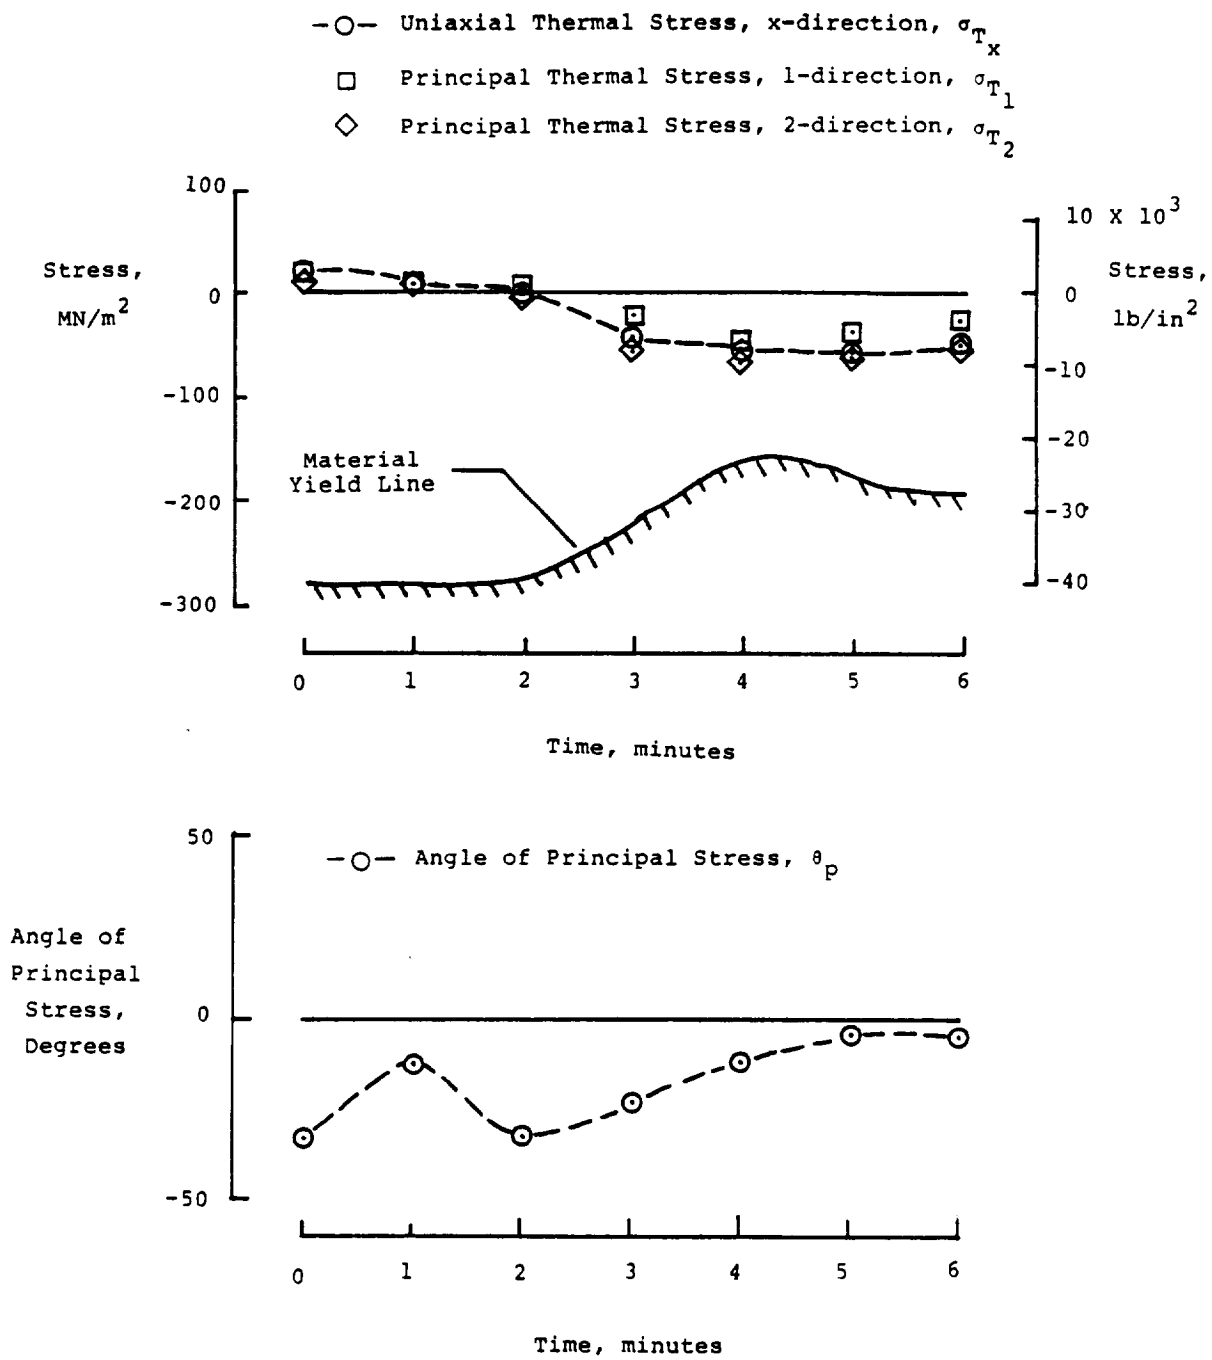 Uniaxial Thermal Stress, x-direction, σTx
Principal Thermal Stress, 1-direction, σT1
Principal Thermal Stress, 2-direction, σT2
100
0
-100
-200
-300
Stress,
MN/m2
10 X 103
0
-10
-20
-30
-40
Stress,
lb/in2
Material
Yield Line
0 1 2 3 4 5 6
Time, minutes
50
0
-50
Angle of Principal Stress, θp
Angle of
Principal
Stress,
Degrees
0 1 2 3 4 5 6
Time, minutes